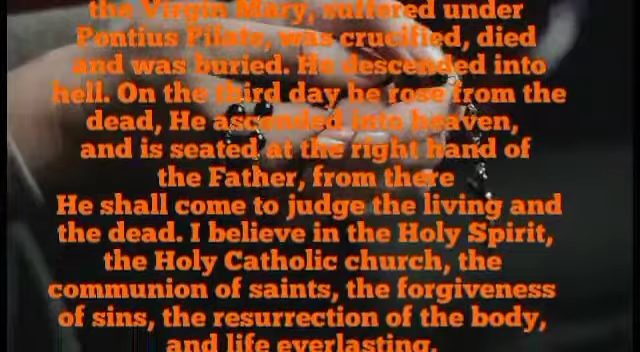 the Virgin Mary, suffered under
Pontius Pilate, was crucified, died
and was buried. He descended into
hell. On the third day he rose from the
dead, He ascended into heaven,
and is seated at the right hand of
the Father, from there
He shall come to judge the living and
the dead. I believe in the Holy Spirit,
the Holy Catholic church, the
communion of saints, the forgiveness
of sins, the resurrection of the body,
and life everlasting.